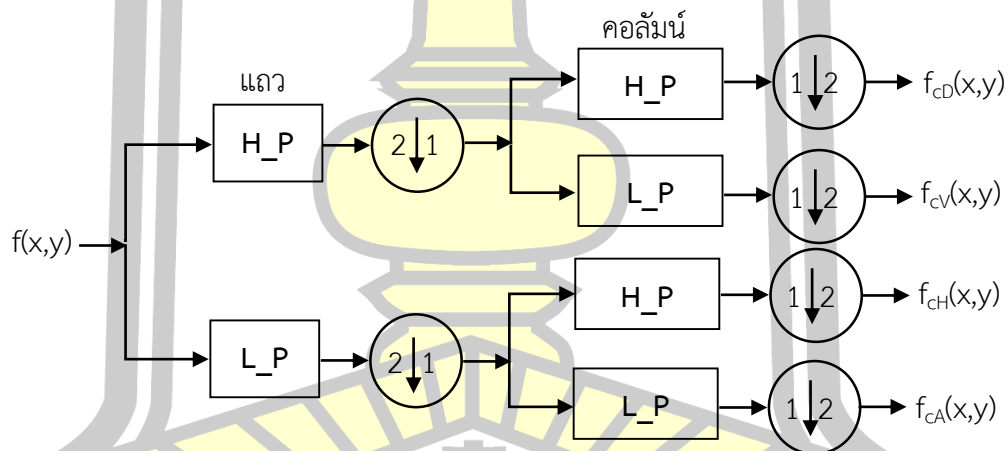 คอลัมน์
H_P
1 2
f_cD(x,y)
แถว
H_P
2 1
L_P
1 2
f_cV(x,y)
f(x,y)
H_P
1 2
f_cH(x,y)
L_P
2 1
L_P
1 2
f_cA(x,y)